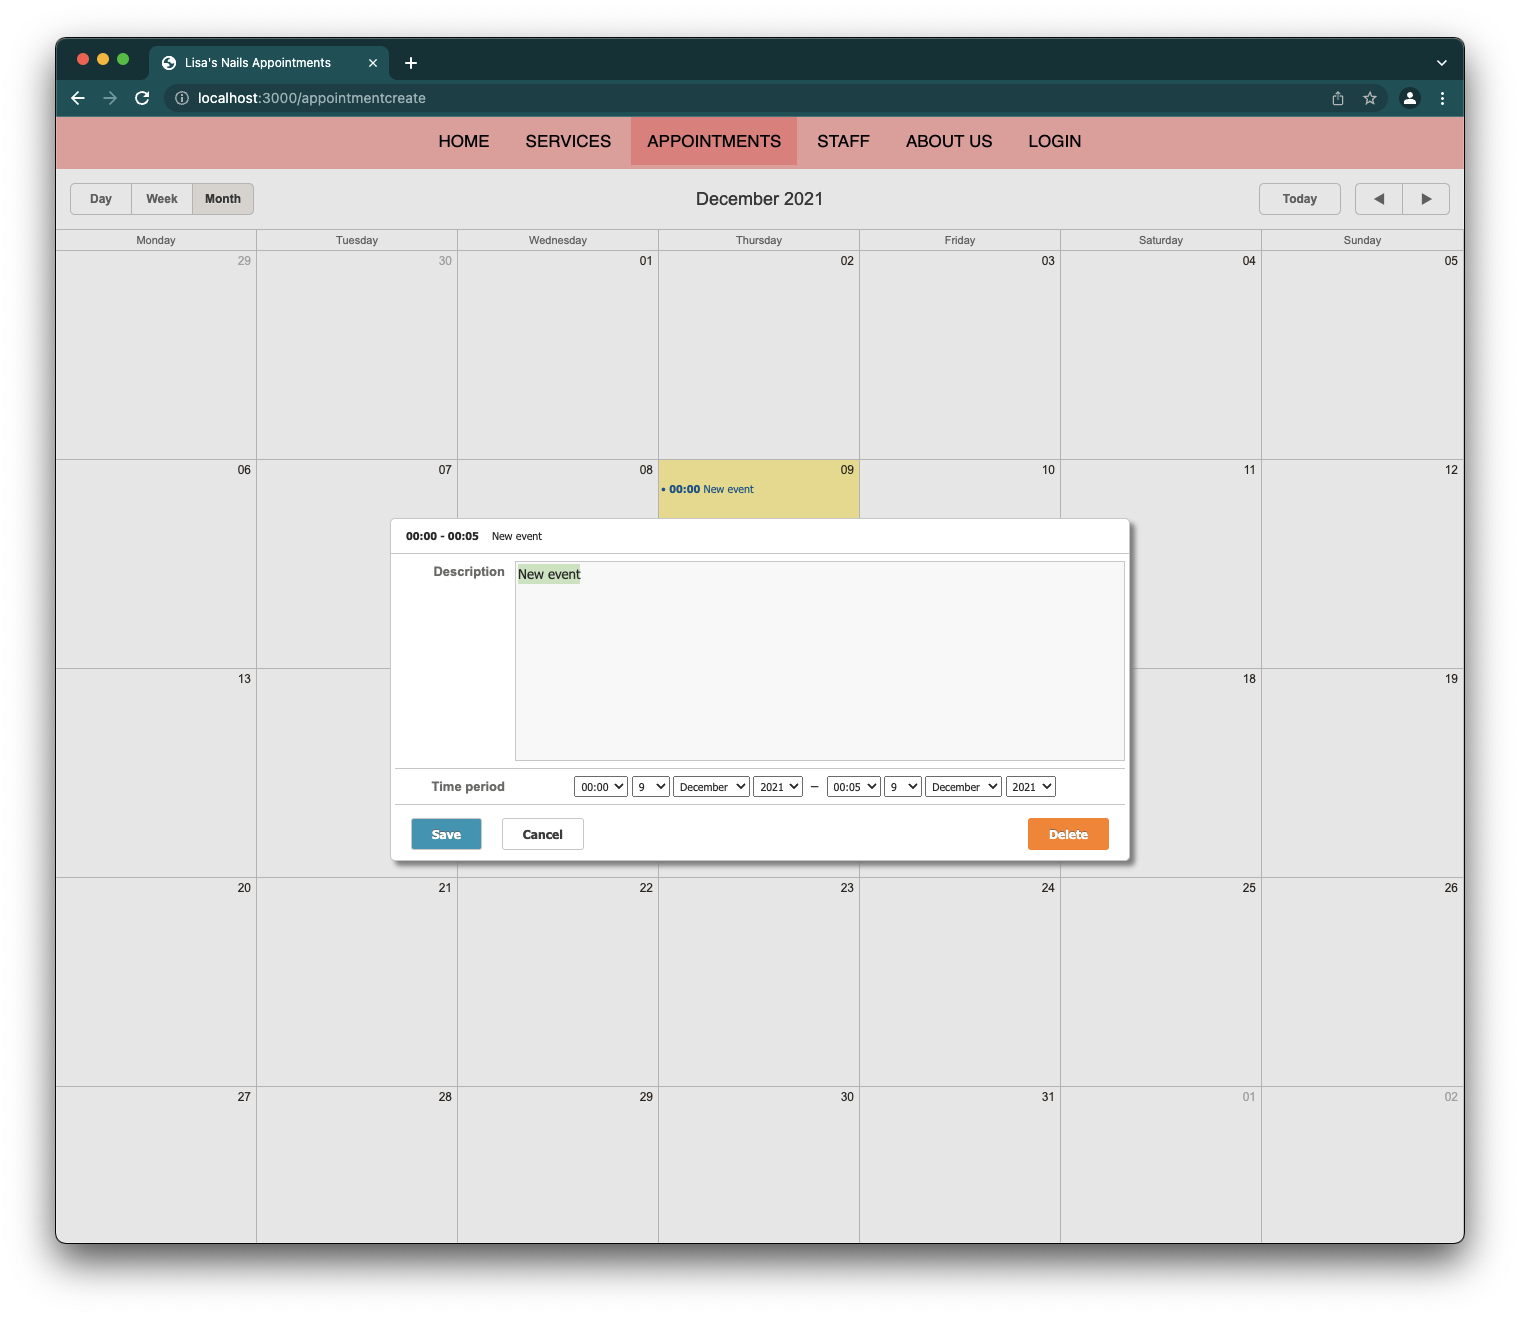 Lisa's Nails Appointments
localhost:3000/appointmentcreate
HOME SERVICES APPOINTMENTS STAFF ABOUT US LOGIN
Day Week Month December 2021 Today
Monday Tuesday Wednesday Thursday Friday Saturday Sunday
29 30 01 02 03 04 05
06 07 08 09 10 11 12
• 00:00 New event
00:00 - 00:05 New event
Description New event
13 18 19
Time period 00:00 9 December 2021 – 00:05 9 December 2021
Save Cancel Delete
20 21 22 23 24 25 26
27 28 29 30 31 01 02